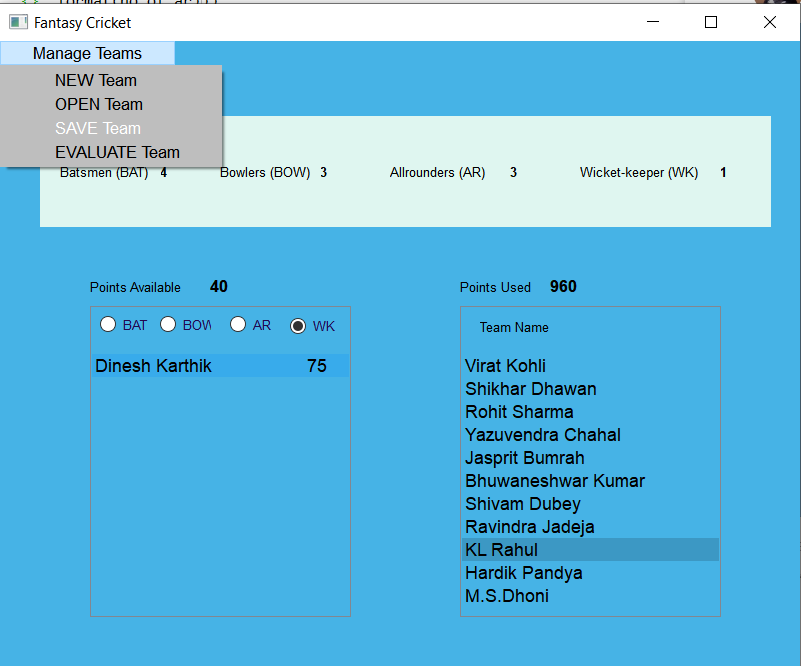 Fantasy Cricket
Manage Teams
NEW Team
OPEN Team
SAVE Team
EVALUATE Team
Batsmen (BAT) 4 Bowlers (BOW) 3 Allrounders (AR) 3 Wicket-keeper (WK) 1
Points Available 40 Points Used 960
BAT BOW AR WK
Dinesh Karthik 75
Team Name
Virat Kohli
Shikhar Dhawan
Rohit Sharma
Yazuvendra Chahal
Jasprit Bumrah
Bhuwaneshwar Kumar
Shivam Dubey
Ravindra Jadeja
KL Rahul
Hardik Pandya
M.S.Dhoni